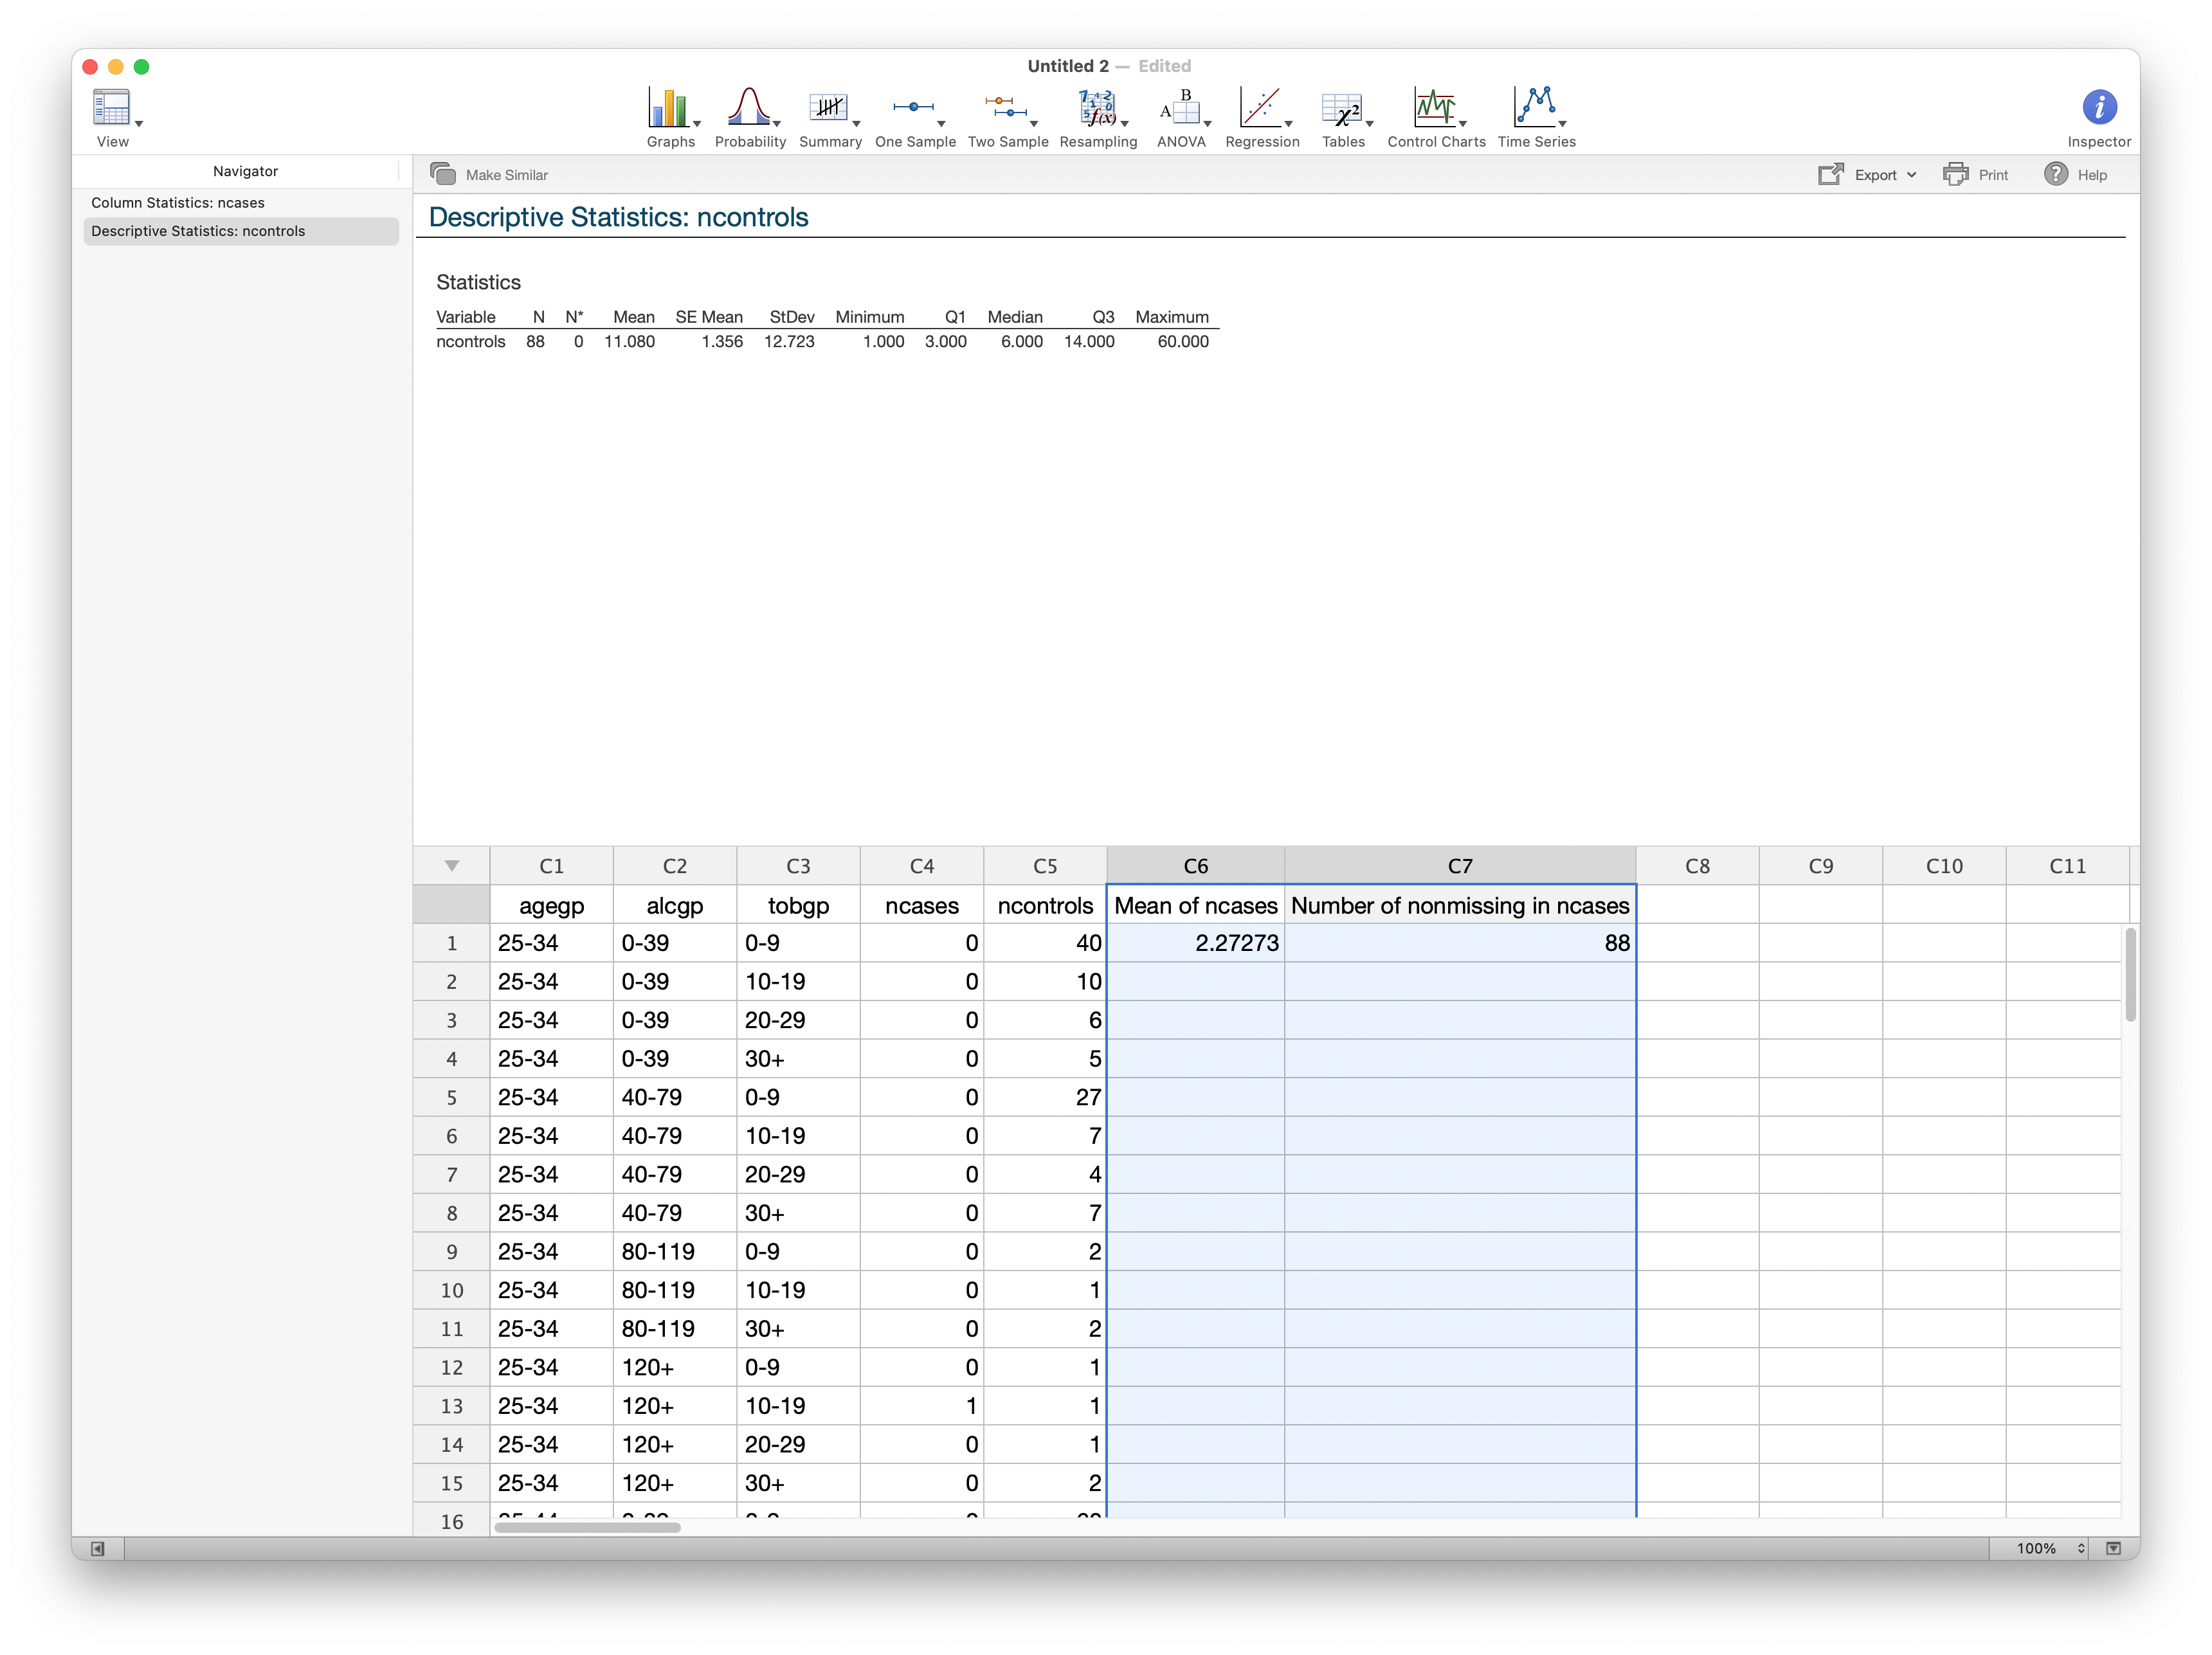 Untitled 2 — Edited
View
Graphs Probability Summary One Sample Two Sample Resampling ANOVA Regression Tables Control Charts Time Series Inspector
Navigator
Column Statistics: ncases
Descriptive Statistics: ncontrols
Make Similar Export Print Help
Descriptive Statistics: ncontrols
Statistics
Variable N N* Mean SE Mean StDev Minimum Q1 Median Q3 Maximum
ncontrols 88 0 11.080 1.356 12.723 1.000 3.000 6.000 14.000 60.000
C1 C2 C3 C4 C5 C6 C7 C8 C9 C10 C11
agegp alcgp tobgp ncases ncontrols Mean of ncases Number of nonmissing in ncases
1 25-34 0-39 0-9 0 40 2.27273 88
2 25-34 0-39 10-19 0 10
3 25-34 0-39 20-29 0 6
4 25-34 0-39 30+ 0 5
5 25-34 40-79 0-9 0 27
6 25-34 40-79 10-19 0 7
7 25-34 40-79 20-29 0 4
8 25-34 40-79 30+ 0 7
9 25-34 80-119 0-9 0 2
10 25-34 80-119 10-19 0 1
11 25-34 80-119 30+ 0 2
12 25-34 120+ 0-9 0 1
13 25-34 120+ 10-19 1 1
14 25-34 120+ 20-29 0 1
15 25-34 120+ 30+ 0 2
16
100%